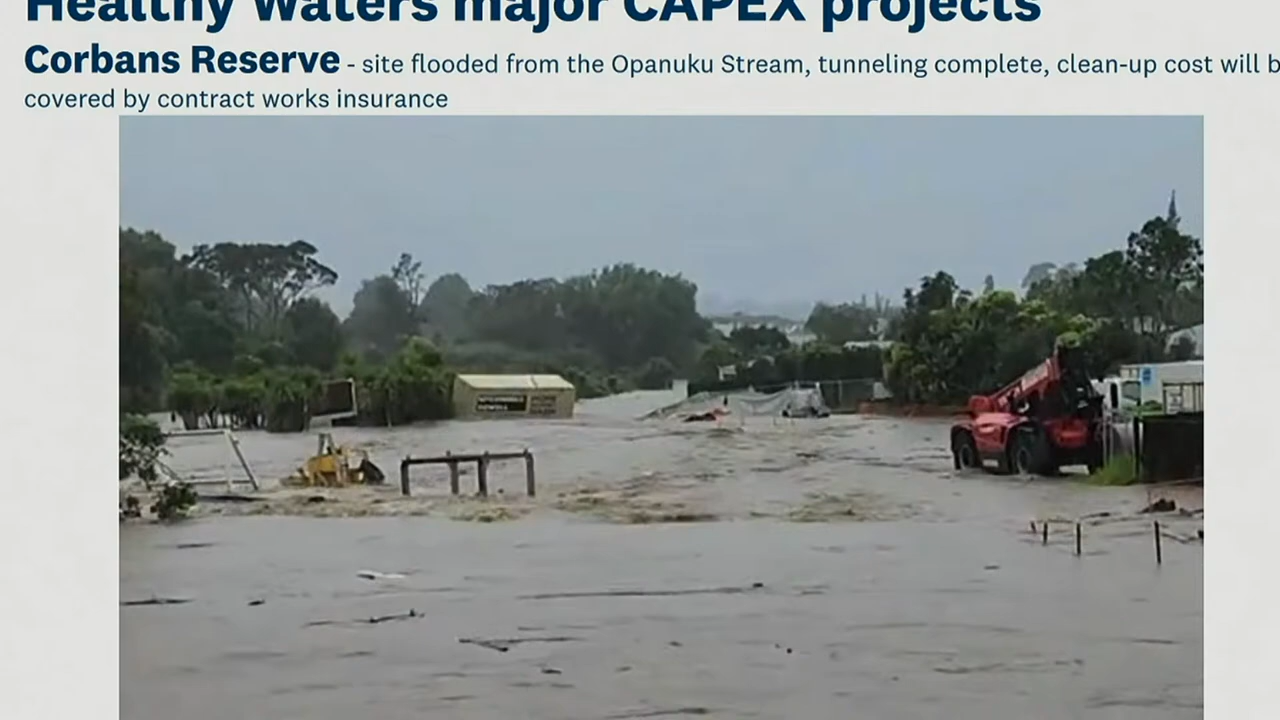 Healthy Waters major CAPEX projects
Corbans Reserve - site flooded from the Opanuku Stream, tunneling complete, clean-up cost will b
covered by contract works insurance